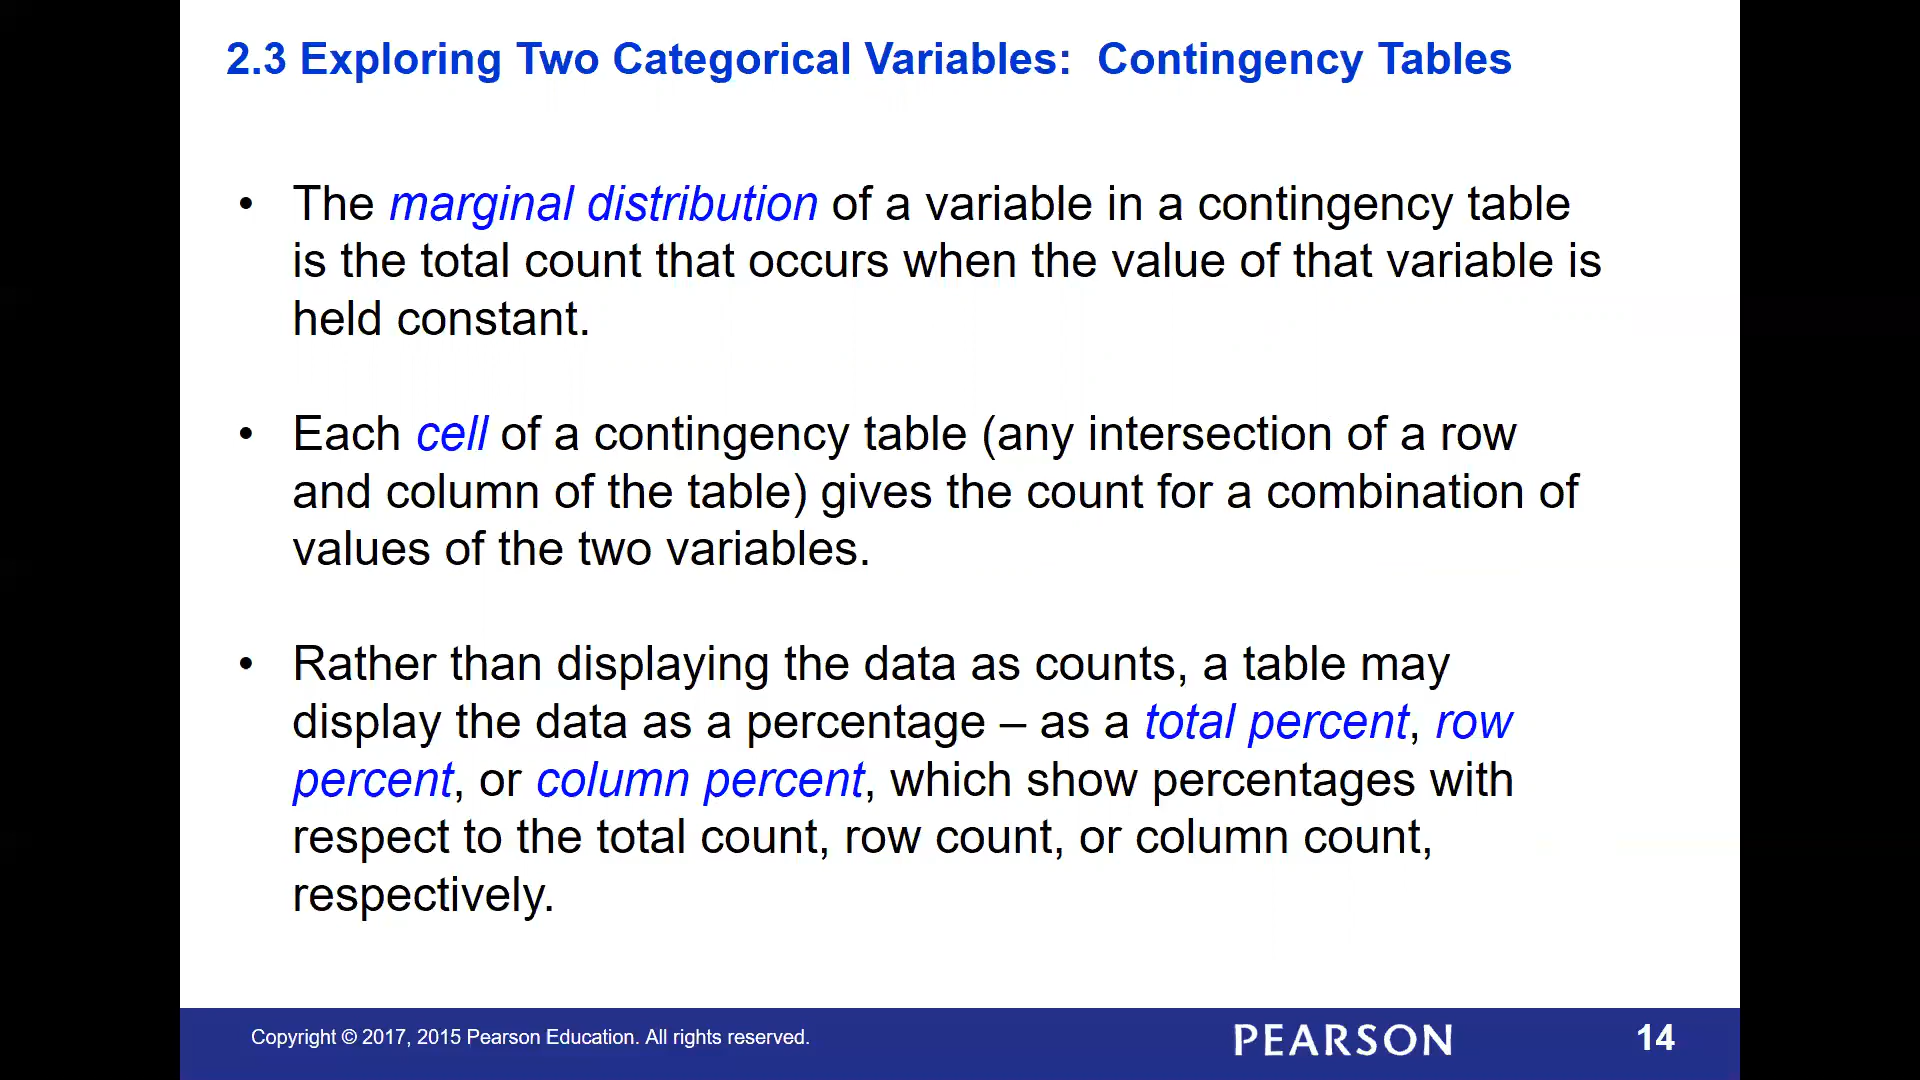 2.3 Exploring Two Categorical Variables: Contingency Tables
• The marginal distribution of a variable in a contingency table
is the total count that occurs when the value of that variable is
held constant.
• Each cell of a contingency table (any intersection of a row
and column of the table) gives the count for a combination of
values of the two variables.
• Rather than displaying the data as counts, a table may
display the data as a percentage – as a total percent, row
percent, or column percent, which show percentages with
respect to the total count, row count, or column count,
respectively.
Copyright © 2017, 2015 Pearson Education. All rights reserved.
PEARSON
14